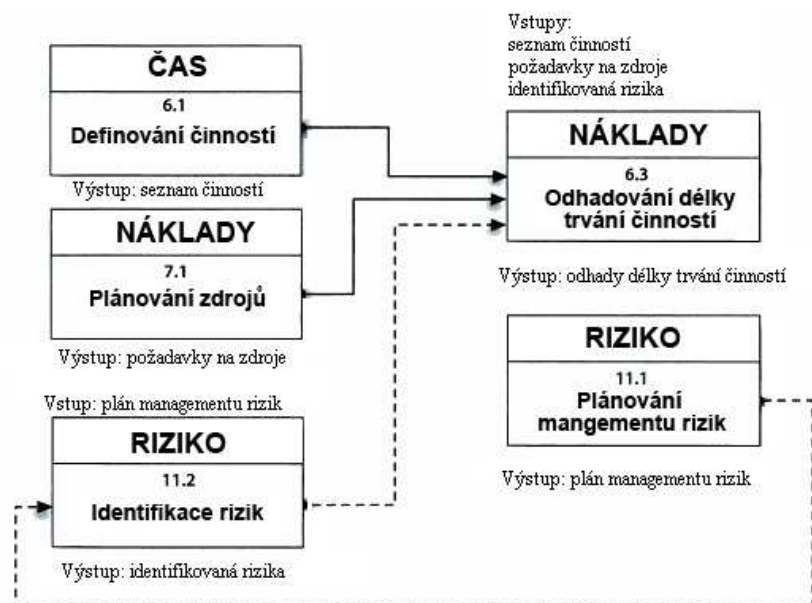 ČAS
6.1
Definování činností
Výstup: seznam činností
NÁKLADY
7.1
Plánování zdrojů
Výstup: požadavky na zdroje
Vstup: plán managementu rizik
RIZIKO
11.2
Identifikace rizik
Výstup: identifikovaná rizika
Vstupy:
seznam činností
požadavky na zdroje
identifikovaná rizika
NÁKLADY
6.3
Odhadování délky
trvání činností
Výstup: odhady délky trvání činností
RIZIKO
11.1
Plánování
mangementu rizik
Výstup: plán managementu rizik